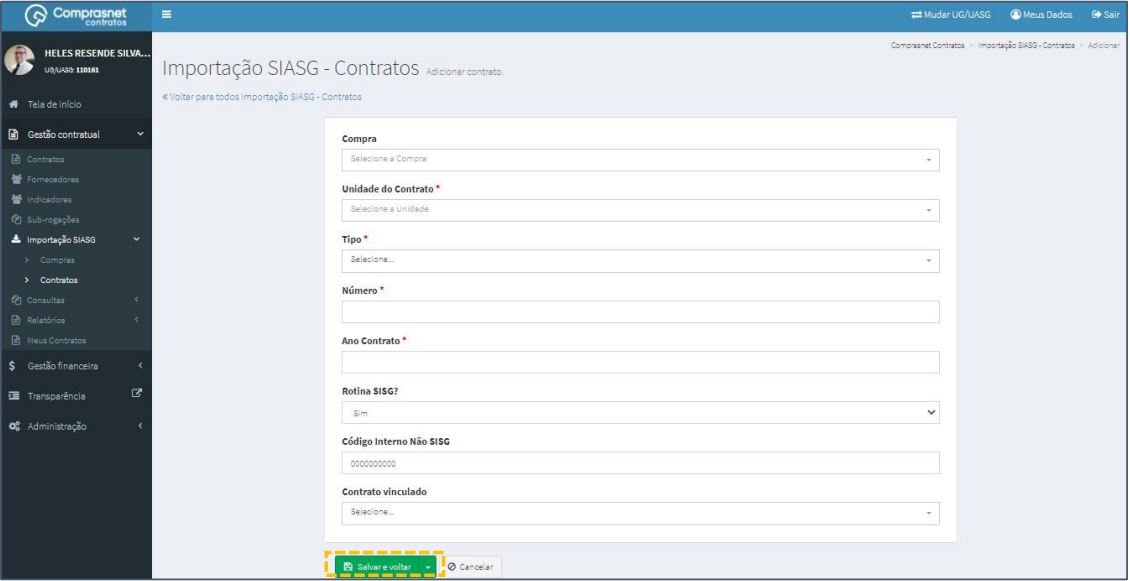 Comprasnet
contratos
Mudar UG/UASG
Meus Dados
Sair
HELES RESENDE SILVA...
UG/UASG: 110161
Comprasnet Contratos > Importação SIASG - Contratos > Adicionar
Importação SIASG - Contratos Adicionar contrato.
« Voltar para todos Importação SIASG - Contratos
Tela de início
Gestão contratual
Contratos
Fornecedores
Indicadores
Sub-rogações
Importação SIASG
> Compras
> Contratos
Consultas
Relatórios
Meus Contratos
$ Gestão financeira
Transparência
Administração
Compra
Selecione a Compra
Unidade do Contrato *
Selecione a Unidade
Tipo *
Selecione...
Número *
Ano Contrato *
Rotina SISG?
Sim
Código Interno Não SISG
0000000000
Contrato vinculado
Selecione...
Salvar e voltar
Cancelar